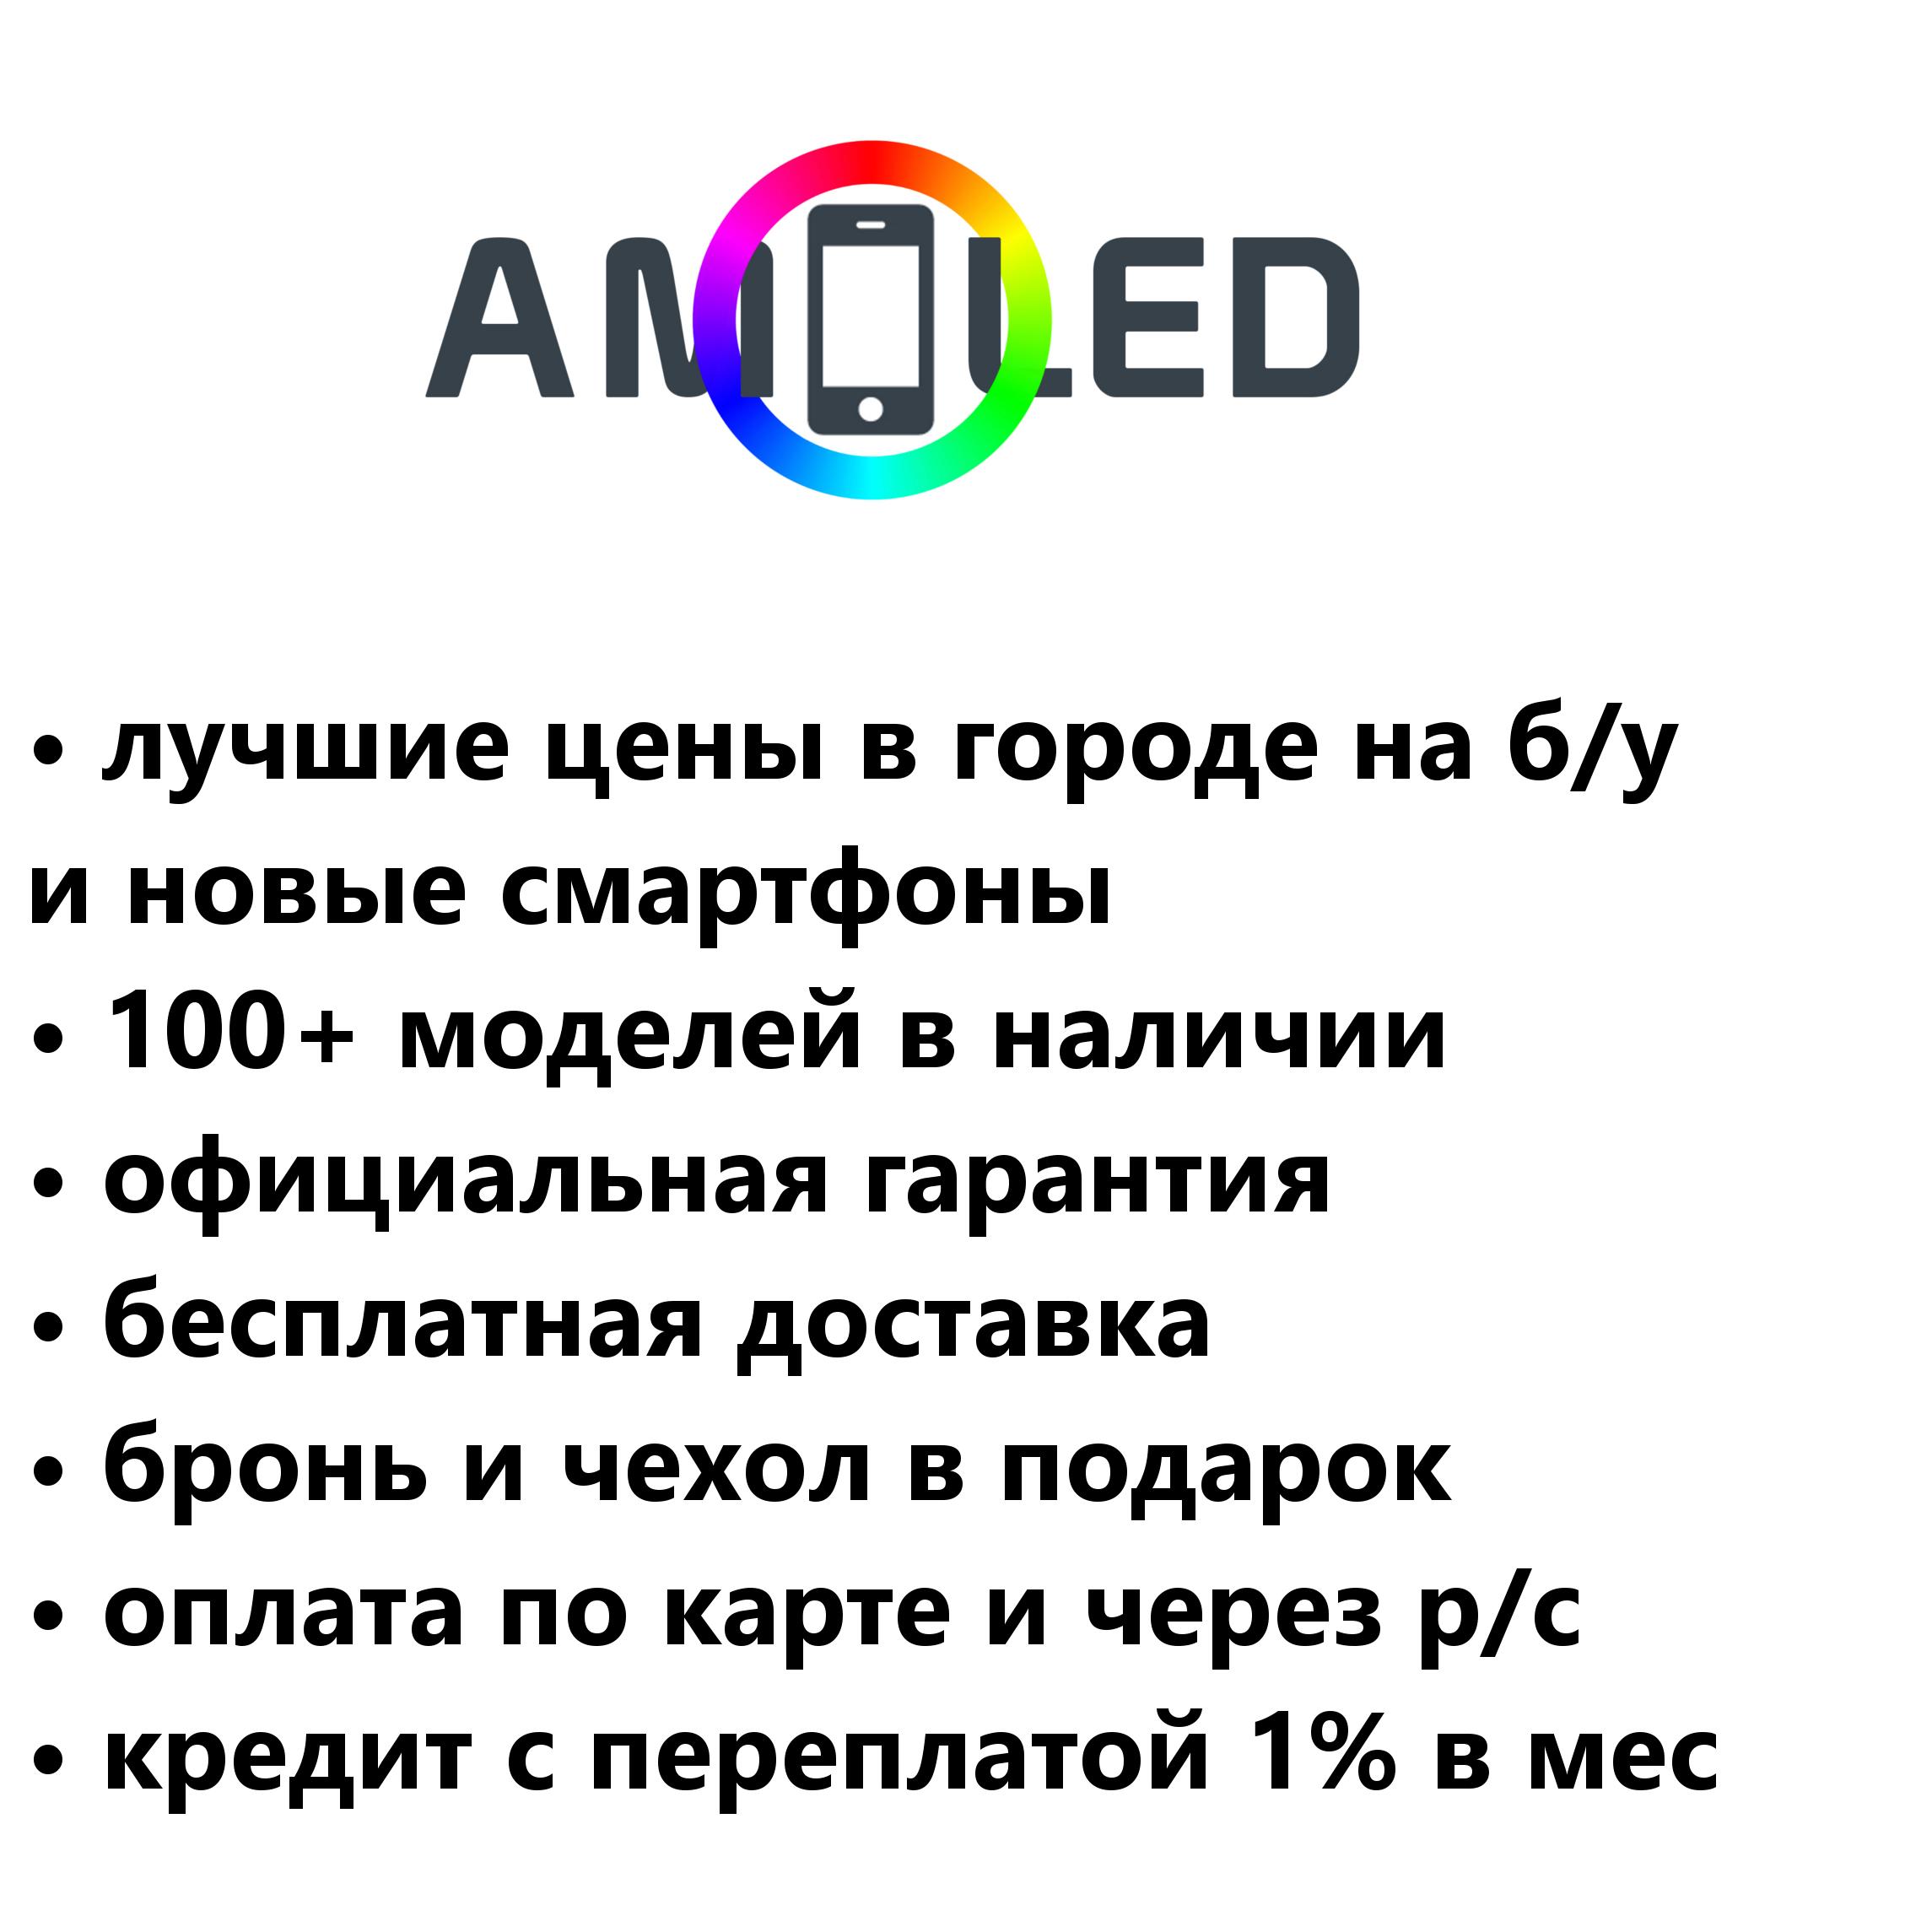 AMOLED
• лучшие цены в городе на б/у
и новые смартфоны
• 100+ моделей в наличии
• официальная гарантия
• бесплатная доставка
• бронь и чехол в подарок
• оплата по карте и через р/с
• кредит с переплатой 1% в мес